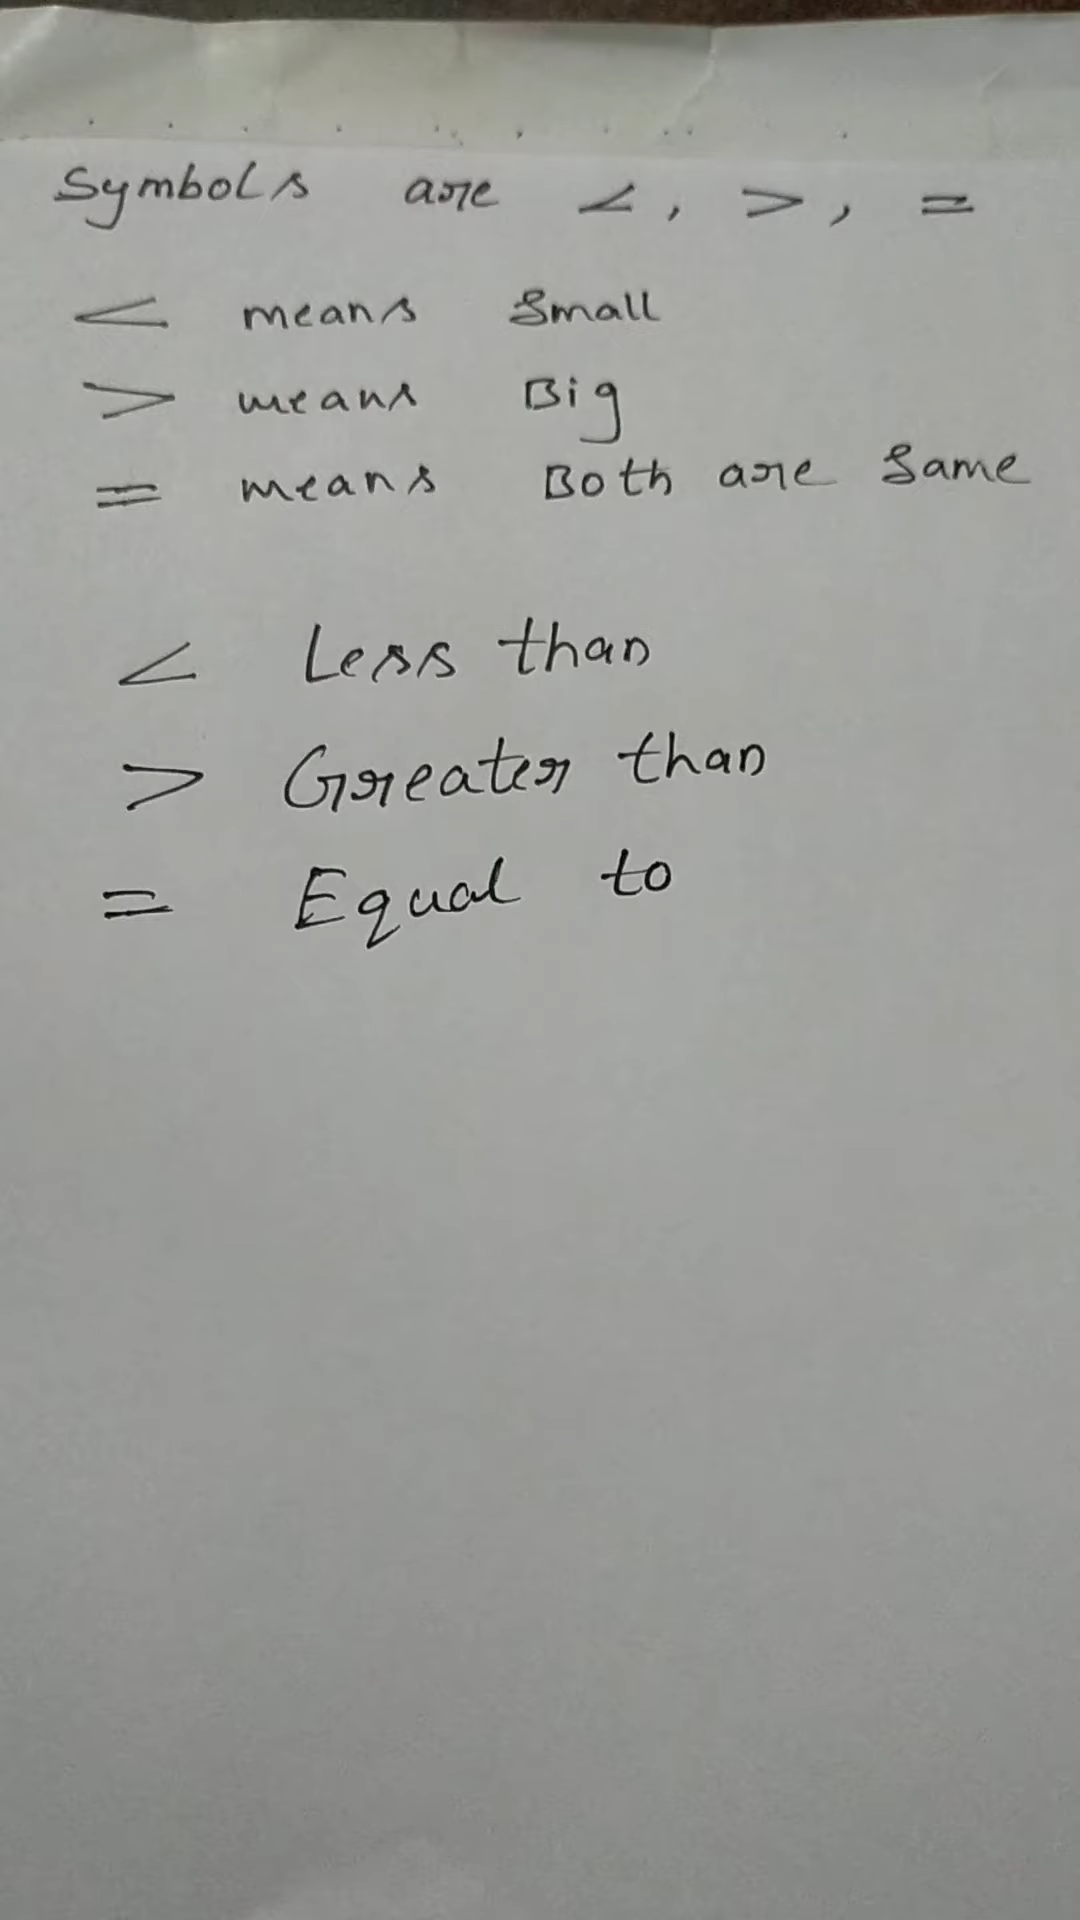 Symbols are <, >, =
< means Small
> means Big
= means Both are Same
< Less than
> Greater than
= Equal to